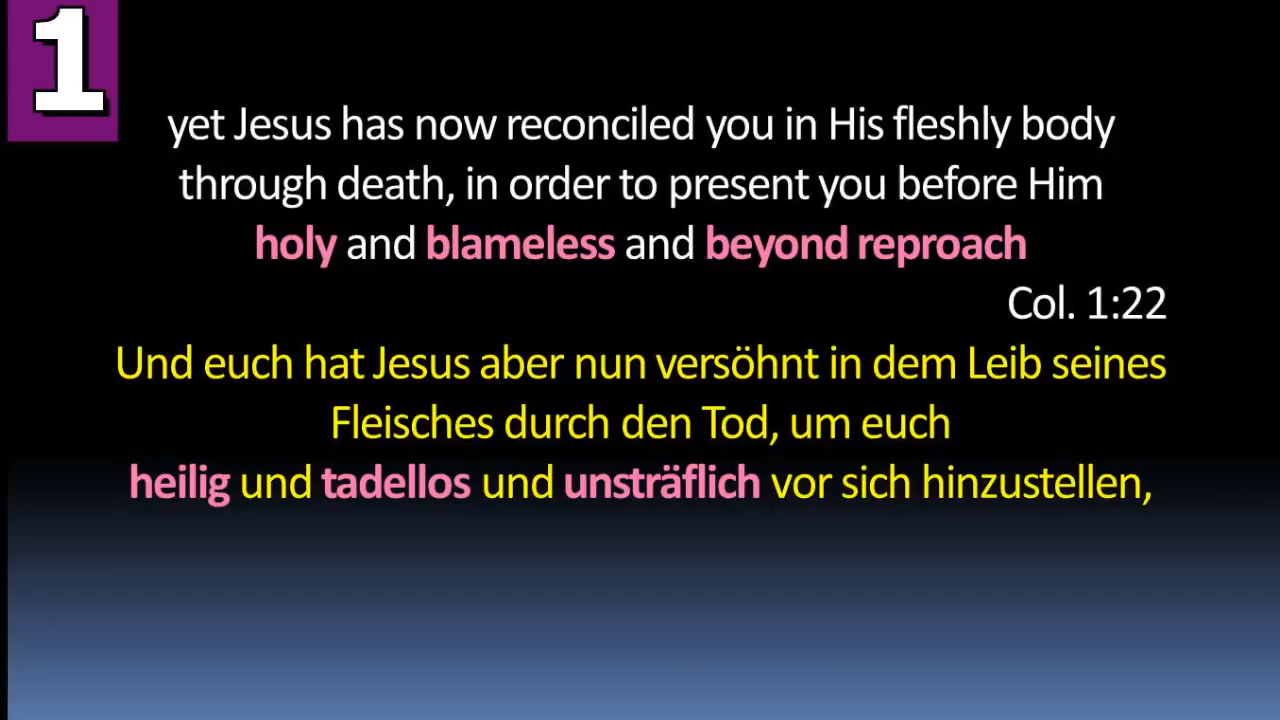 1
yet Jesus has now reconciled you in His fleshly body
through death, in order to present you before Him
holy and blameless and beyond reproach
Col. 1:22
Und euch hat Jesus aber nun versöhnt in dem Leib seines
Fleisches durch den Tod, um euch
heilig und tadellos und unsträflich vor sich hinzustellen,